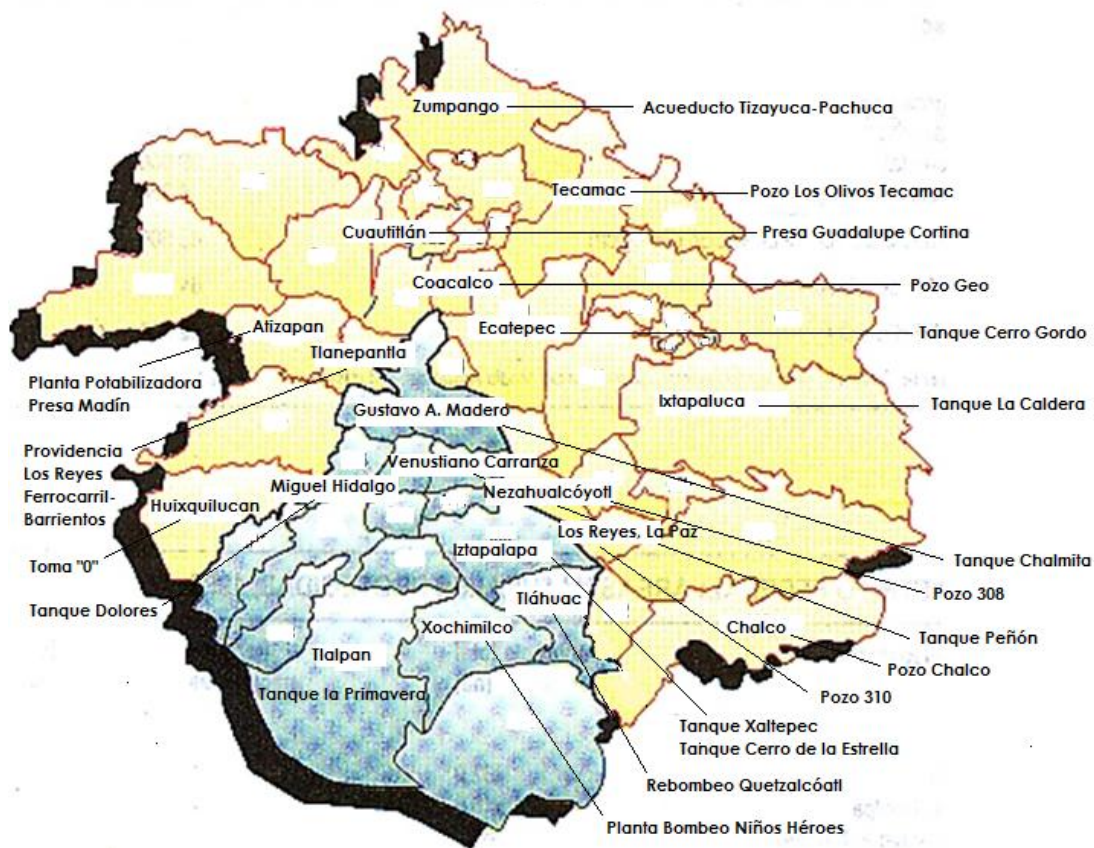 Zumpango
Acueducto Tizayuca-Pachuca
Tecamac
Pozo Los Olivos Tecamac
Cuautitlán
Presa Guadalupe Cortina
Coacalco
Pozo Geo
Atizapan
Ecatepec
Tanque Cerro Gordo
Tlanepantla
Planta Potabilizadora
Presa Madín
Ixtapaluca
Tanque La Caldera
Gustavo A. Madero
Providencia
Los Reyes
Ferrocarril-
Barrientos
Venustiano Carranza
Miguel Hidalgo
Nezahualcóyotl
Huixquilucan
Los Reyes, La Paz
Iztapalapa
Tanque Chalmita
Toma "0"
Tláhuac
Pozo 308
Tanque Dolores
Xochimilco
Chalco
Tanque Peñón
Tlalpan
Pozo Chalco
Tanque la Primavera
Pozo 310
Tanque Xaltepec
Tanque Cerro de la Estrella
Rebombeo Quetzalcóatl
Planta Bombeo Niños Héroes